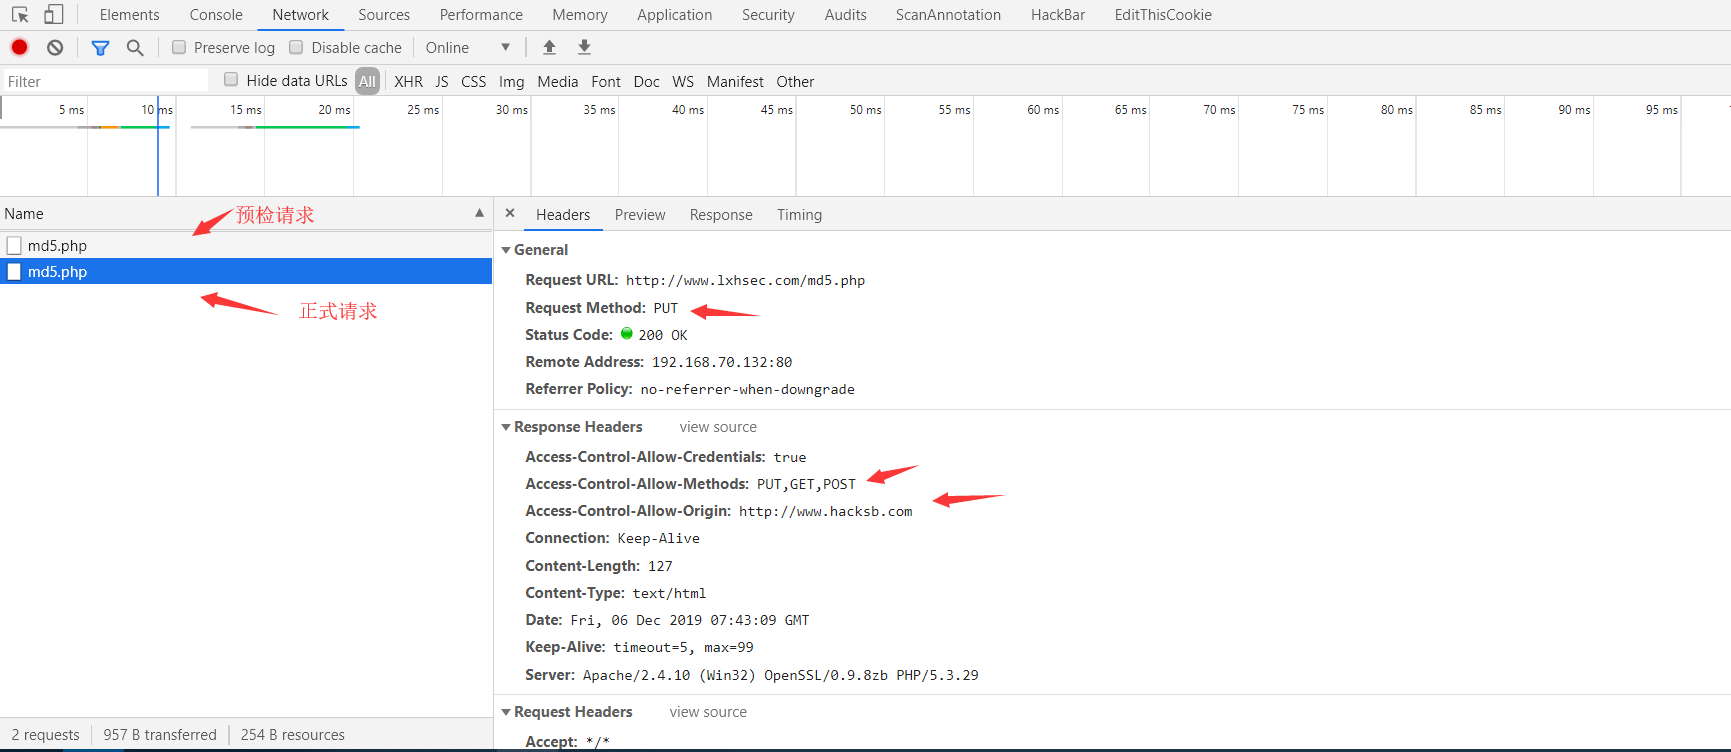 Elements Console Network Sources Performance Memory Application Security Audits ScanAnnotation HackBar EditThisCookie
Preserve log Disable cache Online
Filter Hide data URLs All XHR JS CSS Img Media Font Doc WS Manifest Other
5 ms 10 ms 15 ms 20 ms 25 ms 30 ms 35 ms 40 ms 45 ms 50 ms 55 ms 60 ms 65 ms 70 ms 75 ms 80 ms 85 ms 90 ms 95 ms
Name
预检请求
md5.php
md5.php
正式请求
Headers Preview Response Timing
General
Request URL: http://www.lxhsec.com/md5.php
Request Method: PUT
Status Code: 200 OK
Remote Address: 192.168.70.132:80
Referrer Policy: no-referrer-when-downgrade
Response Headers view source
Access-Control-Allow-Credentials: true
Access-Control-Allow-Methods: PUT,GET,POST
Access-Control-Allow-Origin: http://www.hacksb.com
Connection: Keep-Alive
Content-Length: 127
Content-Type: text/html
Date: Fri, 06 Dec 2019 07:43:09 GMT
Keep-Alive: timeout=5, max=99
Server: Apache/2.4.10 (Win32) OpenSSL/0.9.8zb PHP/5.3.29
Request Headers view source
Accept: */*
2 requests 957 B transferred 254 B resources